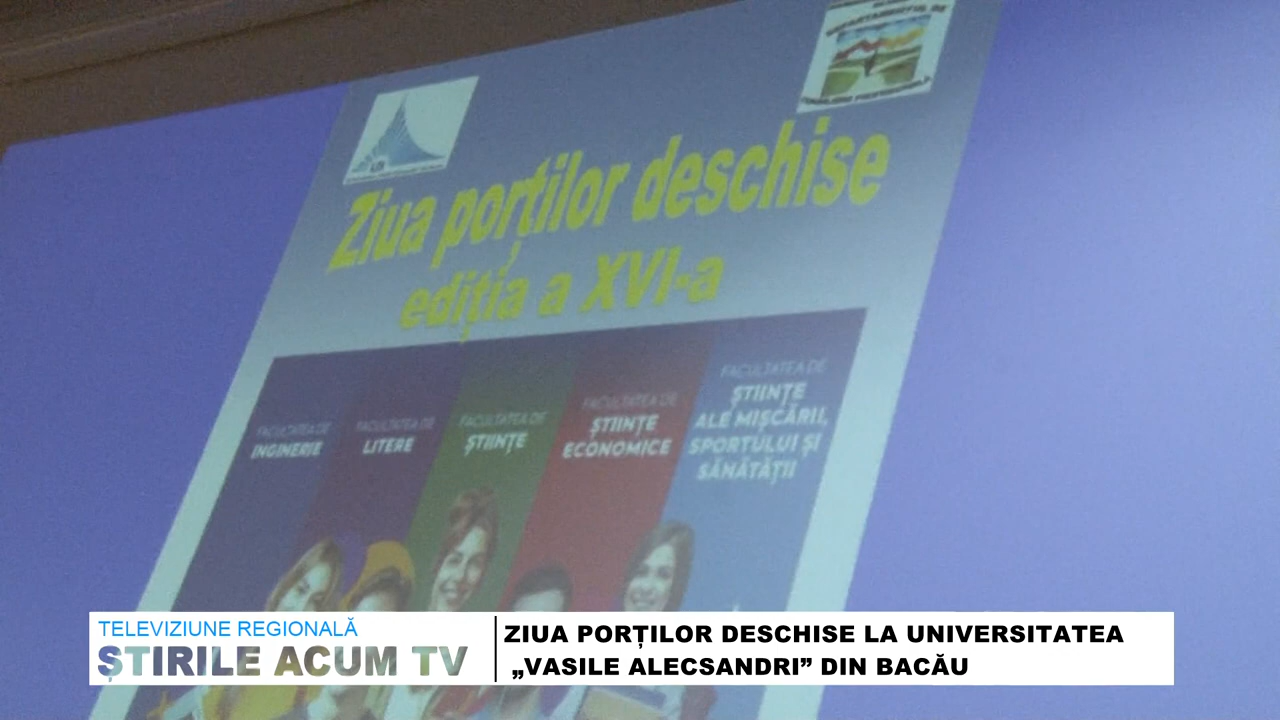 DEPARTAMENTUL DE
Ziua porților deschise
ediția a XVI-a
FACULTATEA DE
INGINERIE
FACULTATEA DE
LITERE
FACULTATEA DE
ȘTIINȚE
FACULTATEA DE
ȘTIINȚE
ECONOMICE
FACULTATEA DE
ȘTIINȚE
ALE MIȘCĂRII,
SPORTULUI ȘI
SĂNĂTĂȚII
TELEVIZIUNE REGIONALĂ
ȘTIRILE ACUM TV
ZIUA PORȚILOR DESCHISE LA UNIVERSITATEA
„VASILE ALECSANDRI” DIN BACĂU